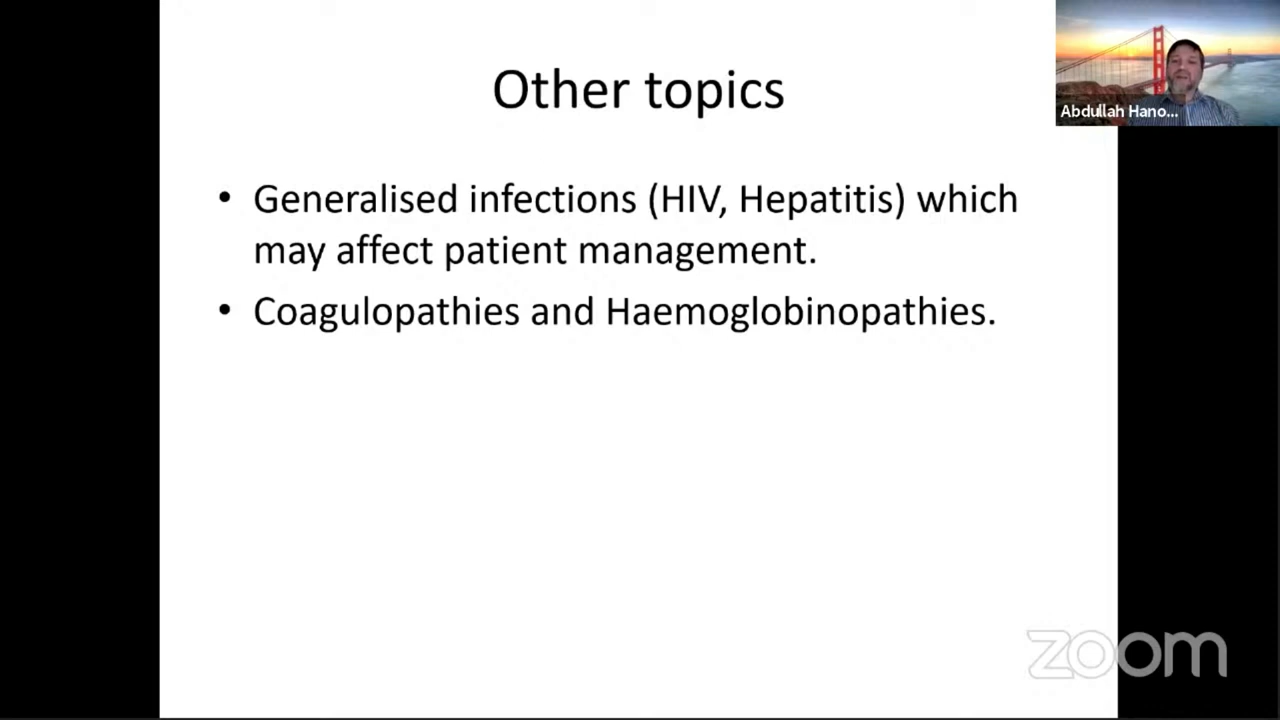 Other topics
Abdullah Hano...
• Generalised infections (HIV, Hepatitis) which
may affect patient management.
• Coagulopathies and Haemoglobinopathies.
zoom